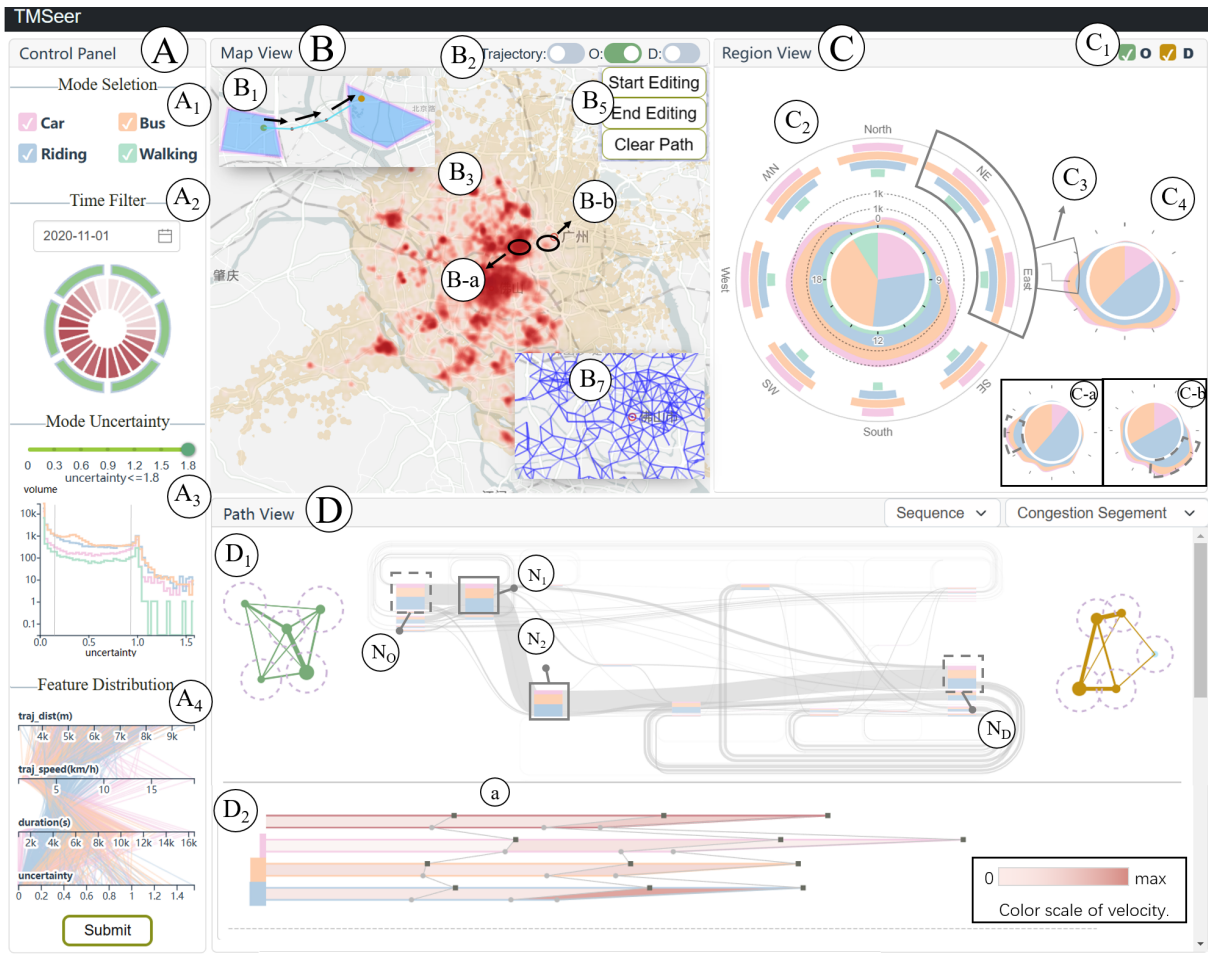 TMSeer
Control Panel
A
Mode Seletion
A1
Car
Bus
Riding
Walking
Time Filter
A2
2020-11-01
Mode Uncertainty
0 0.3 0.6 0.9 1.2 1.5 1.8
uncertainty<=1.8
volume
A3
10k
1k
100
10
1
0.1
0.0 0.5 1.0 1.5
uncertainty
Feature Distribution
A4
traj_dist(m)
4k 5k 6k 7k 8k 9k
traj_speed(km/h)
5 10 15
duration(s)
2k 4k 6k 8k 10k 12k 14k 16k
uncertainty
0 0.2 0.4 0.6 0.8 1 1.2 1.4
Submit
Map View
B
B2
Trajectory:
O:
D:
B1
B5
Start Editing
End Editing
Clear Path
B3
B-b
广州
B-a
肇庆
山
B7
佛山市
Region View
C
C1
O
D
C2
North
NW
NE
1k
1k
0
C3
C4
West
18
9
East
12
SW
SE
South
C-a
C-b
Path View
D
Sequence
Congestion Segement
D1
N1
N2
NO
ND
D2
a
0
max
Color scale of velocity.